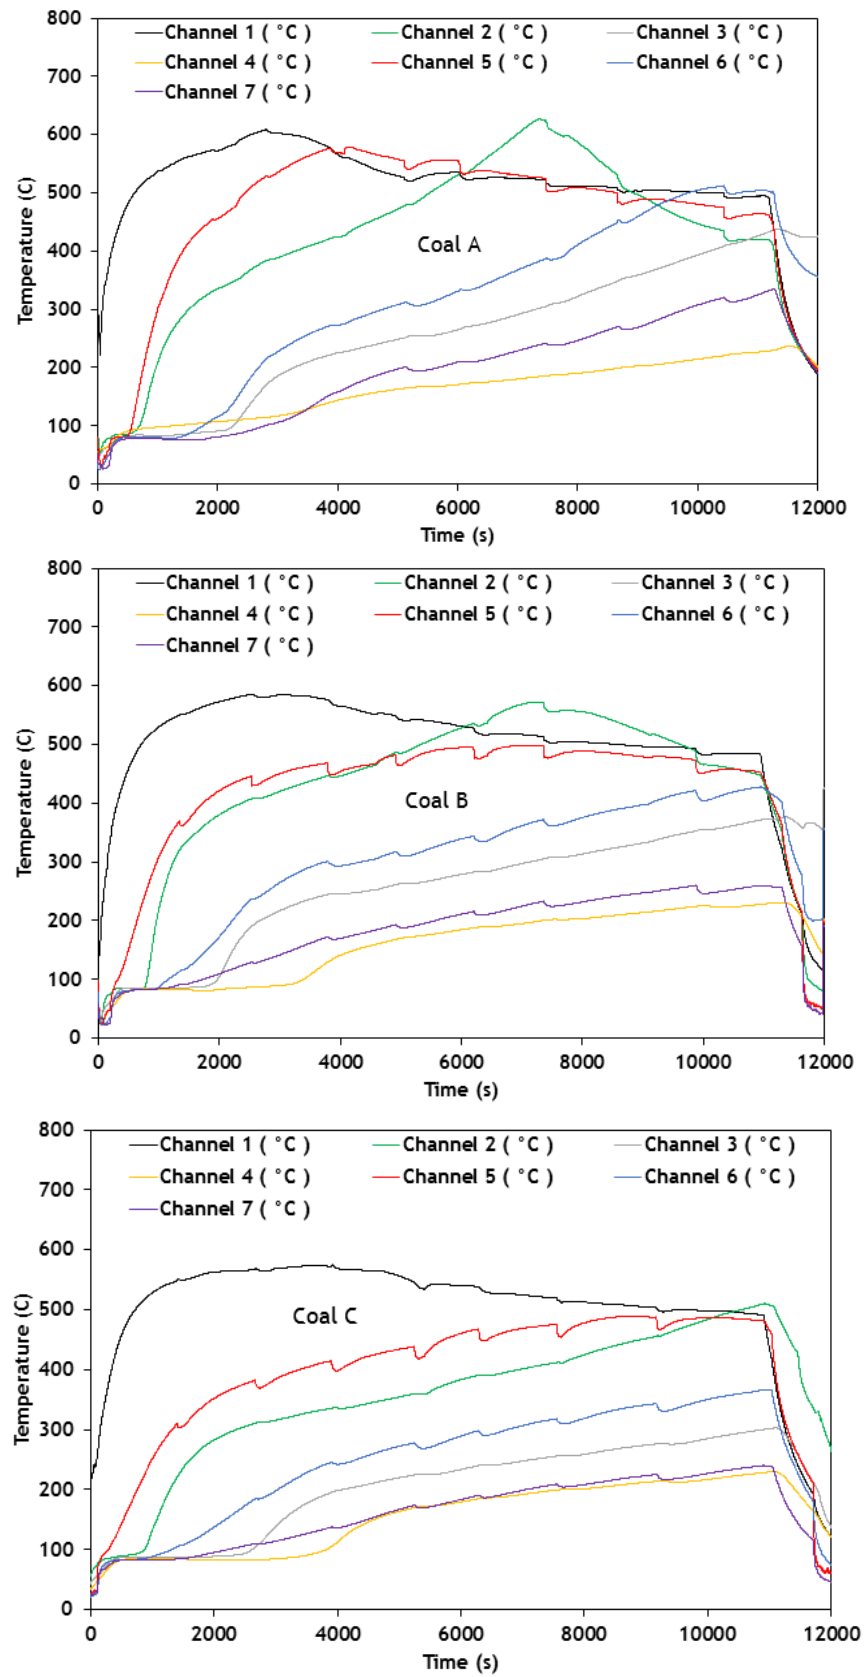 800
Channel 1 ( °C ) Channel 2 ( °C ) Channel 3 ( °C )
Channel 4 ( °C ) Channel 5 ( °C ) Channel 6 ( °C )
Channel 7 ( °C )
700
600
500
400
300
200
100
0
Temperature (C)
Coal A
0 2000 4000 6000 8000 10000 12000
Time (s)
800
Channel 1 ( °C ) Channel 2 ( °C ) Channel 3 ( °C )
Channel 4 ( °C ) Channel 5 ( °C ) Channel 6 ( °C )
Channel 7 ( °C )
700
600
500
400
300
200
100
0
Temperature (C)
Coal B
0 2000 4000 6000 8000 10000 12000
Time (s)
800
Channel 1 ( °C ) Channel 2 ( °C ) Channel 3 ( °C )
Channel 4 ( °C ) Channel 5 ( °C ) Channel 6 ( °C )
Channel 7 ( °C )
700
600
500
400
300
200
100
0
Temperature (C)
Coal C
0 2000 4000 6000 8000 10000 12000
Time (s)